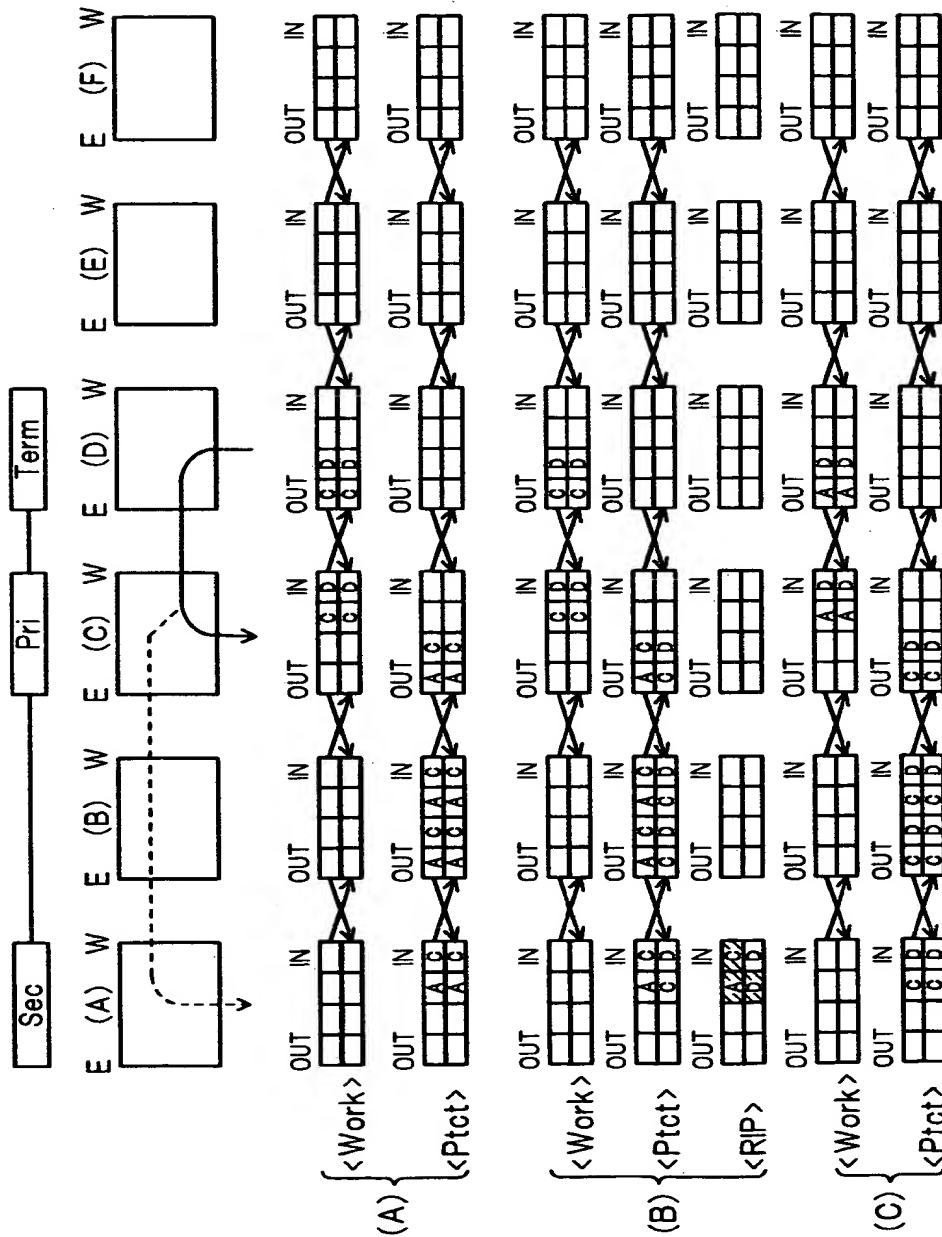 Sec Pri Term
E (A) W E (B) W E (C) W E (D) W E (E) W E (F) W
(A)
OUT IN OUT IN OUT IN OUT IN OUT IN OUT IN
<Work> C D C D
C D C D
OUT IN OUT IN OUT IN OUT IN OUT IN OUT IN
<Ptct> A C A C A C A C
A C A C A C A C
(B)
OUT IN OUT IN OUT IN OUT IN OUT IN OUT IN
<Work> C D C D
C D C D
OUT IN OUT IN OUT IN OUT IN OUT IN OUT IN
<Ptct> A C A C A C A C
C D C D C D C D
OUT IN OUT IN OUT IN OUT IN OUT IN OUT IN
<RIP> A C
D
(C)
OUT IN OUT IN OUT IN OUT IN OUT IN OUT IN
<Work> A D A D
A D A D
OUT IN OUT IN OUT IN OUT IN OUT IN OUT IN
<Ptct> C D C D C D C D
C D C D C D C D